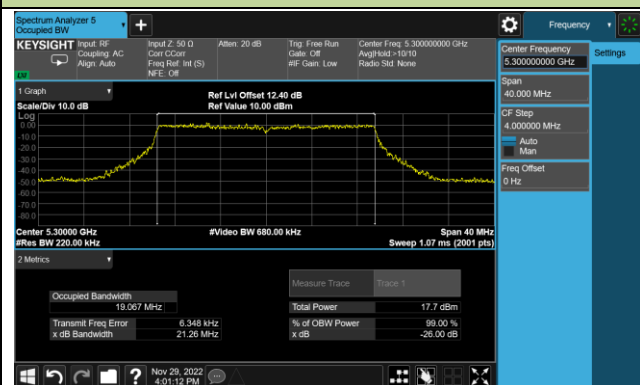 Spectrum Analyzer 5
Occupied BW
+
Frequency
KEYSIGHT
Input: RF
Coupling: AC
Align: Auto
Input Z: 50 Ω
Corr CCorr
Freq Ref: Int (S)
NFE: Off
Atten: 20 dB
Trig: Free Run
Gate: Off
#IF Gain: Low
Center Freq: 5.300000000 GHz
Avg|Hold:>10/10
Radio Std: None
Center Frequency
5.300000000 GHz
Settings
Span
40.000 MHz
CF Step
4.000000 MHz
Auto
Man
Freq Offset
0 Hz
1 Graph
Scale/Div 10.0 dB
Ref Lvl Offset 12.40 dB
Ref Value 10.00 dBm
Log
0.00
-10.0
-20.0
-30.0
-40.0
-50.0
-60.0
-70.0
-80.0
Center 5.30000 GHz
#Video BW 680.00 kHz
Span 40 MHz
#Res BW 220.00 kHz
Sweep 1.07 ms (2001 pts)
2 Metrics
Measure Trace
Trace 1
Occupied Bandwidth
19.067 MHz
Total Power
17.7 dBm
Transmit Freq Error
6.348 kHz
% of OBW Power
99.00 %
x dB Bandwidth
21.26 MHz
x dB
-26.00 dB
?
Nov 29, 2022
4:01:12 PM